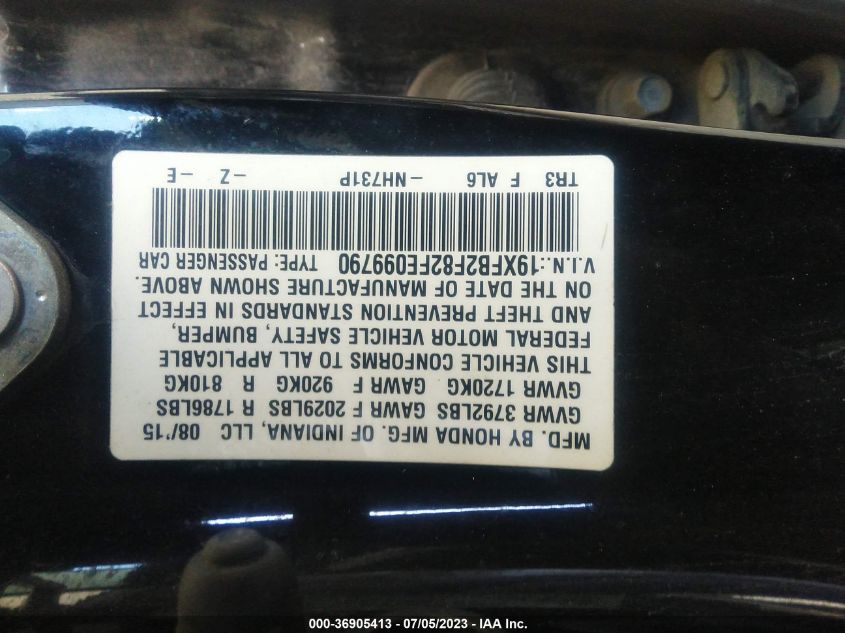 MFD. BY HONDA MFG. OF INDIANA, LLC 08/'15
GVWR 3792LBS GAWR F 2029LBS R 1786LBS
GVWR 1720KG GAWR F 920KG R 810KG
THIS VEHICLE CONFORMS TO ALL APPLICABLE
FEDERAL MOTOR VEHICLE SAFETY, BUMPER,
AND THEFT PREVENTION STANDARDS IN EFFECT
ON THE DATE OF MANUFACTURE SHOWN ABOVE.
V.I.N.:19XFB2F82FE099790 TYPE: PASSENGER CAR
TR3 F AL6 -NH731P -Z -E
000-36905413 - 07/05/2023 - IAA Inc.